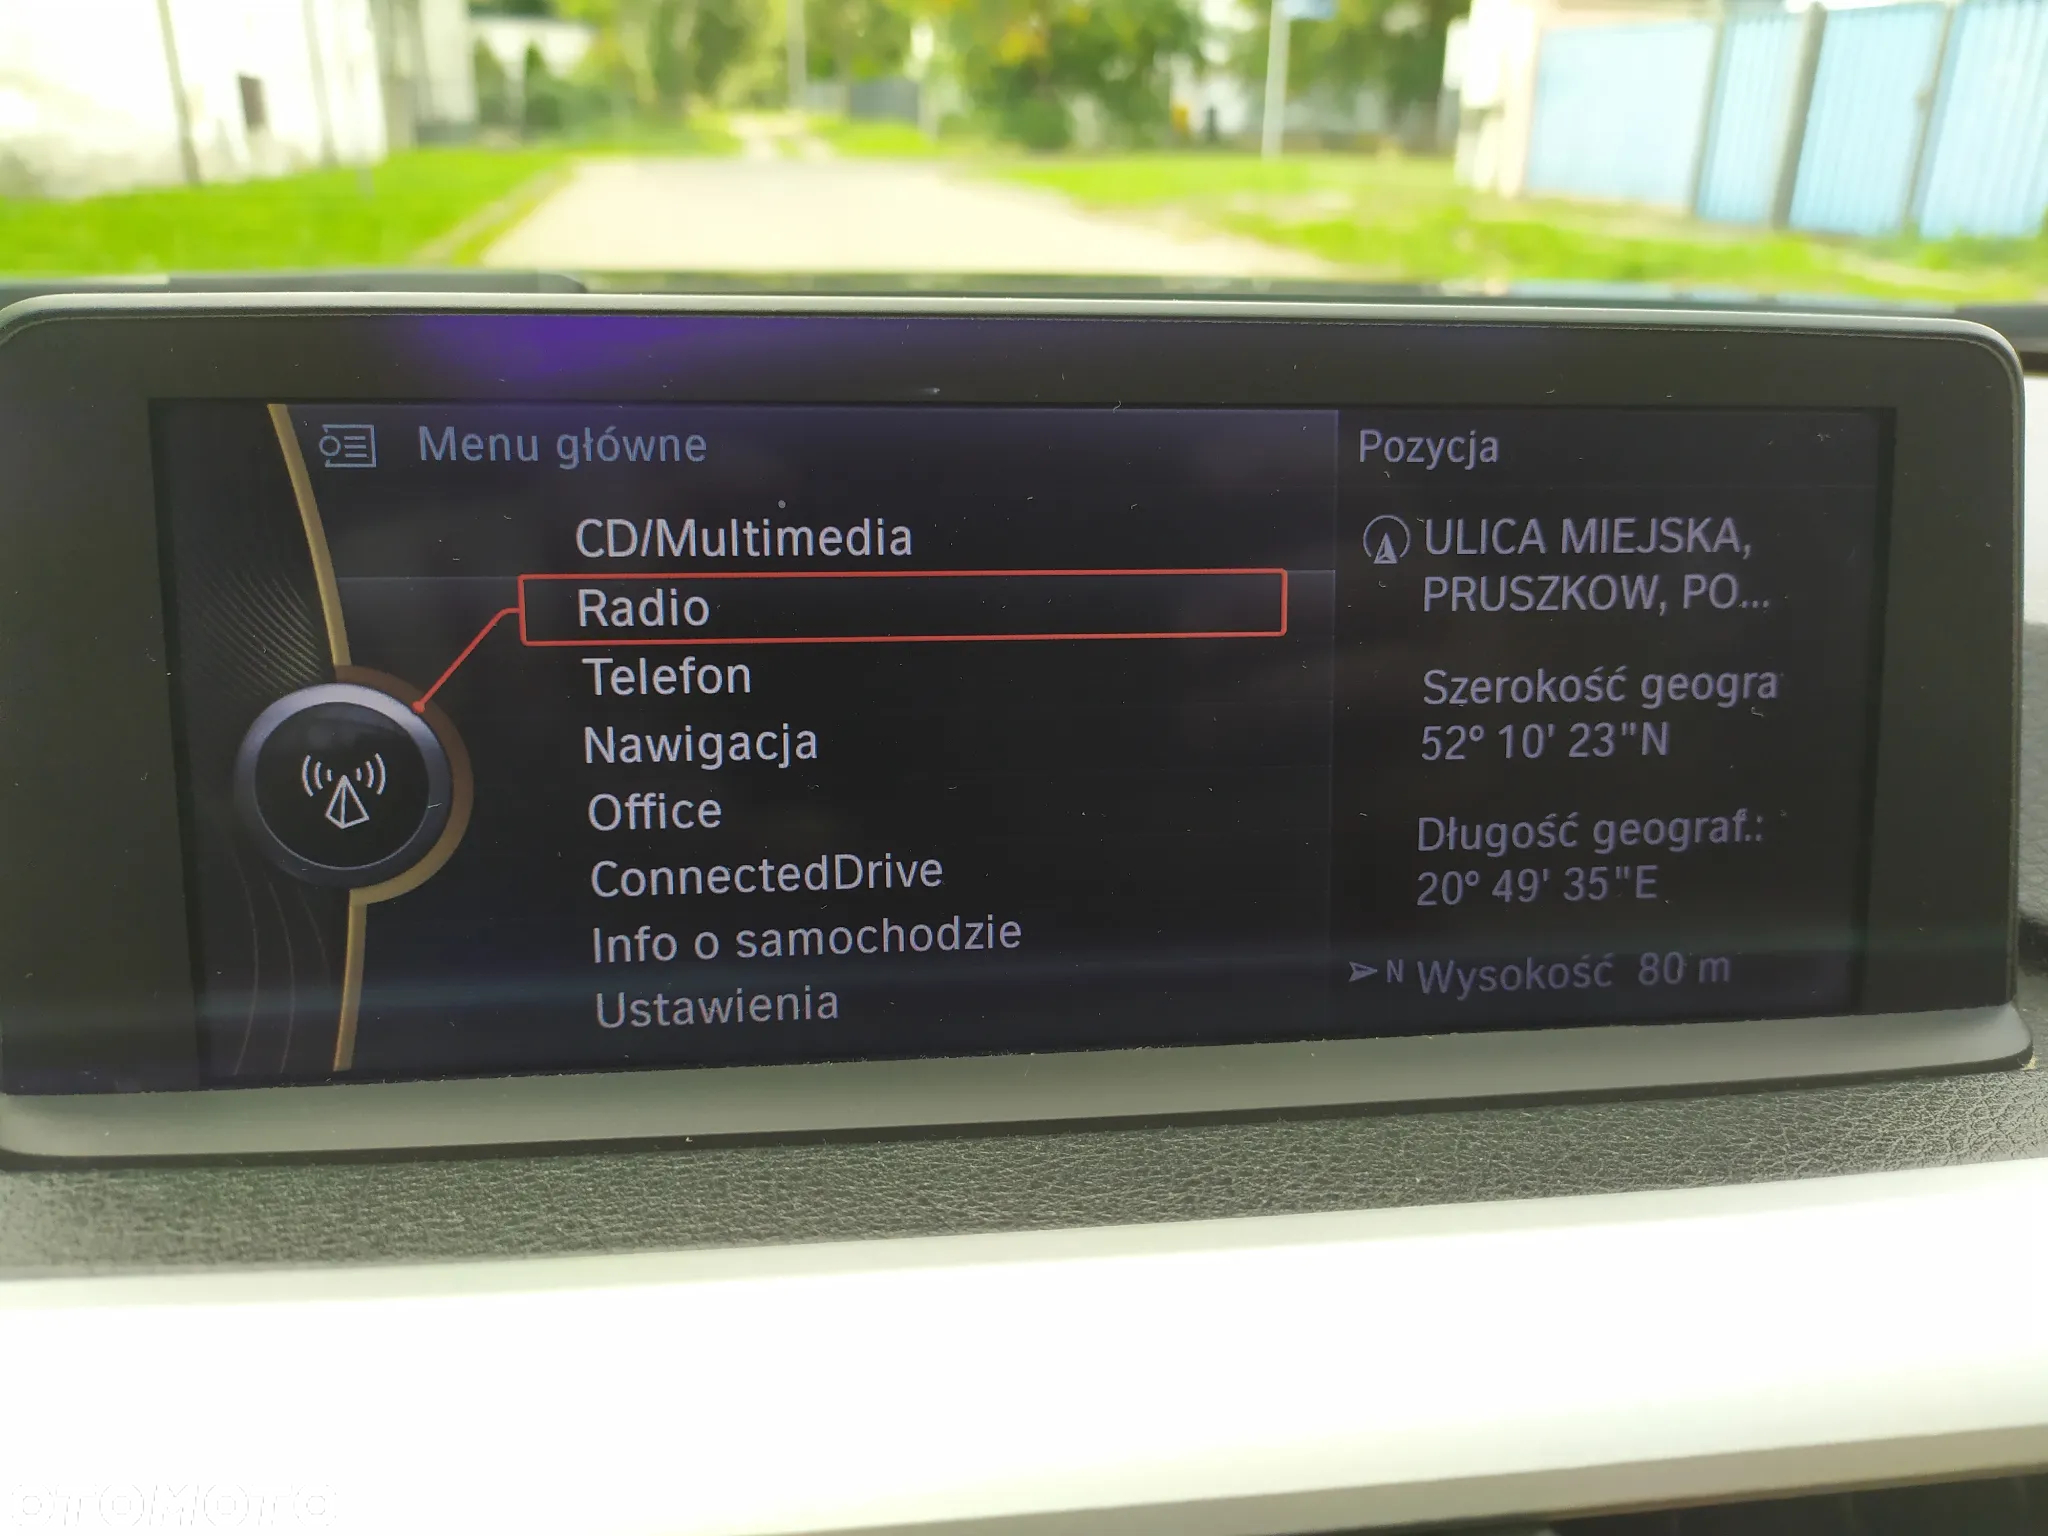 Menu główne
CD/Multimedia
Radio
Telefon
Nawigacja
Office
ConnectedDrive
Info o samochodzie
Ustawienia
Pozycja
ULICA MIEJSKA,
PRUSZKOW, PO...
Szerokość geogra
52° 10' 23"N
Długość geograf.:
20° 49' 35"E
N Wysokość 80 m
OTOMOTO